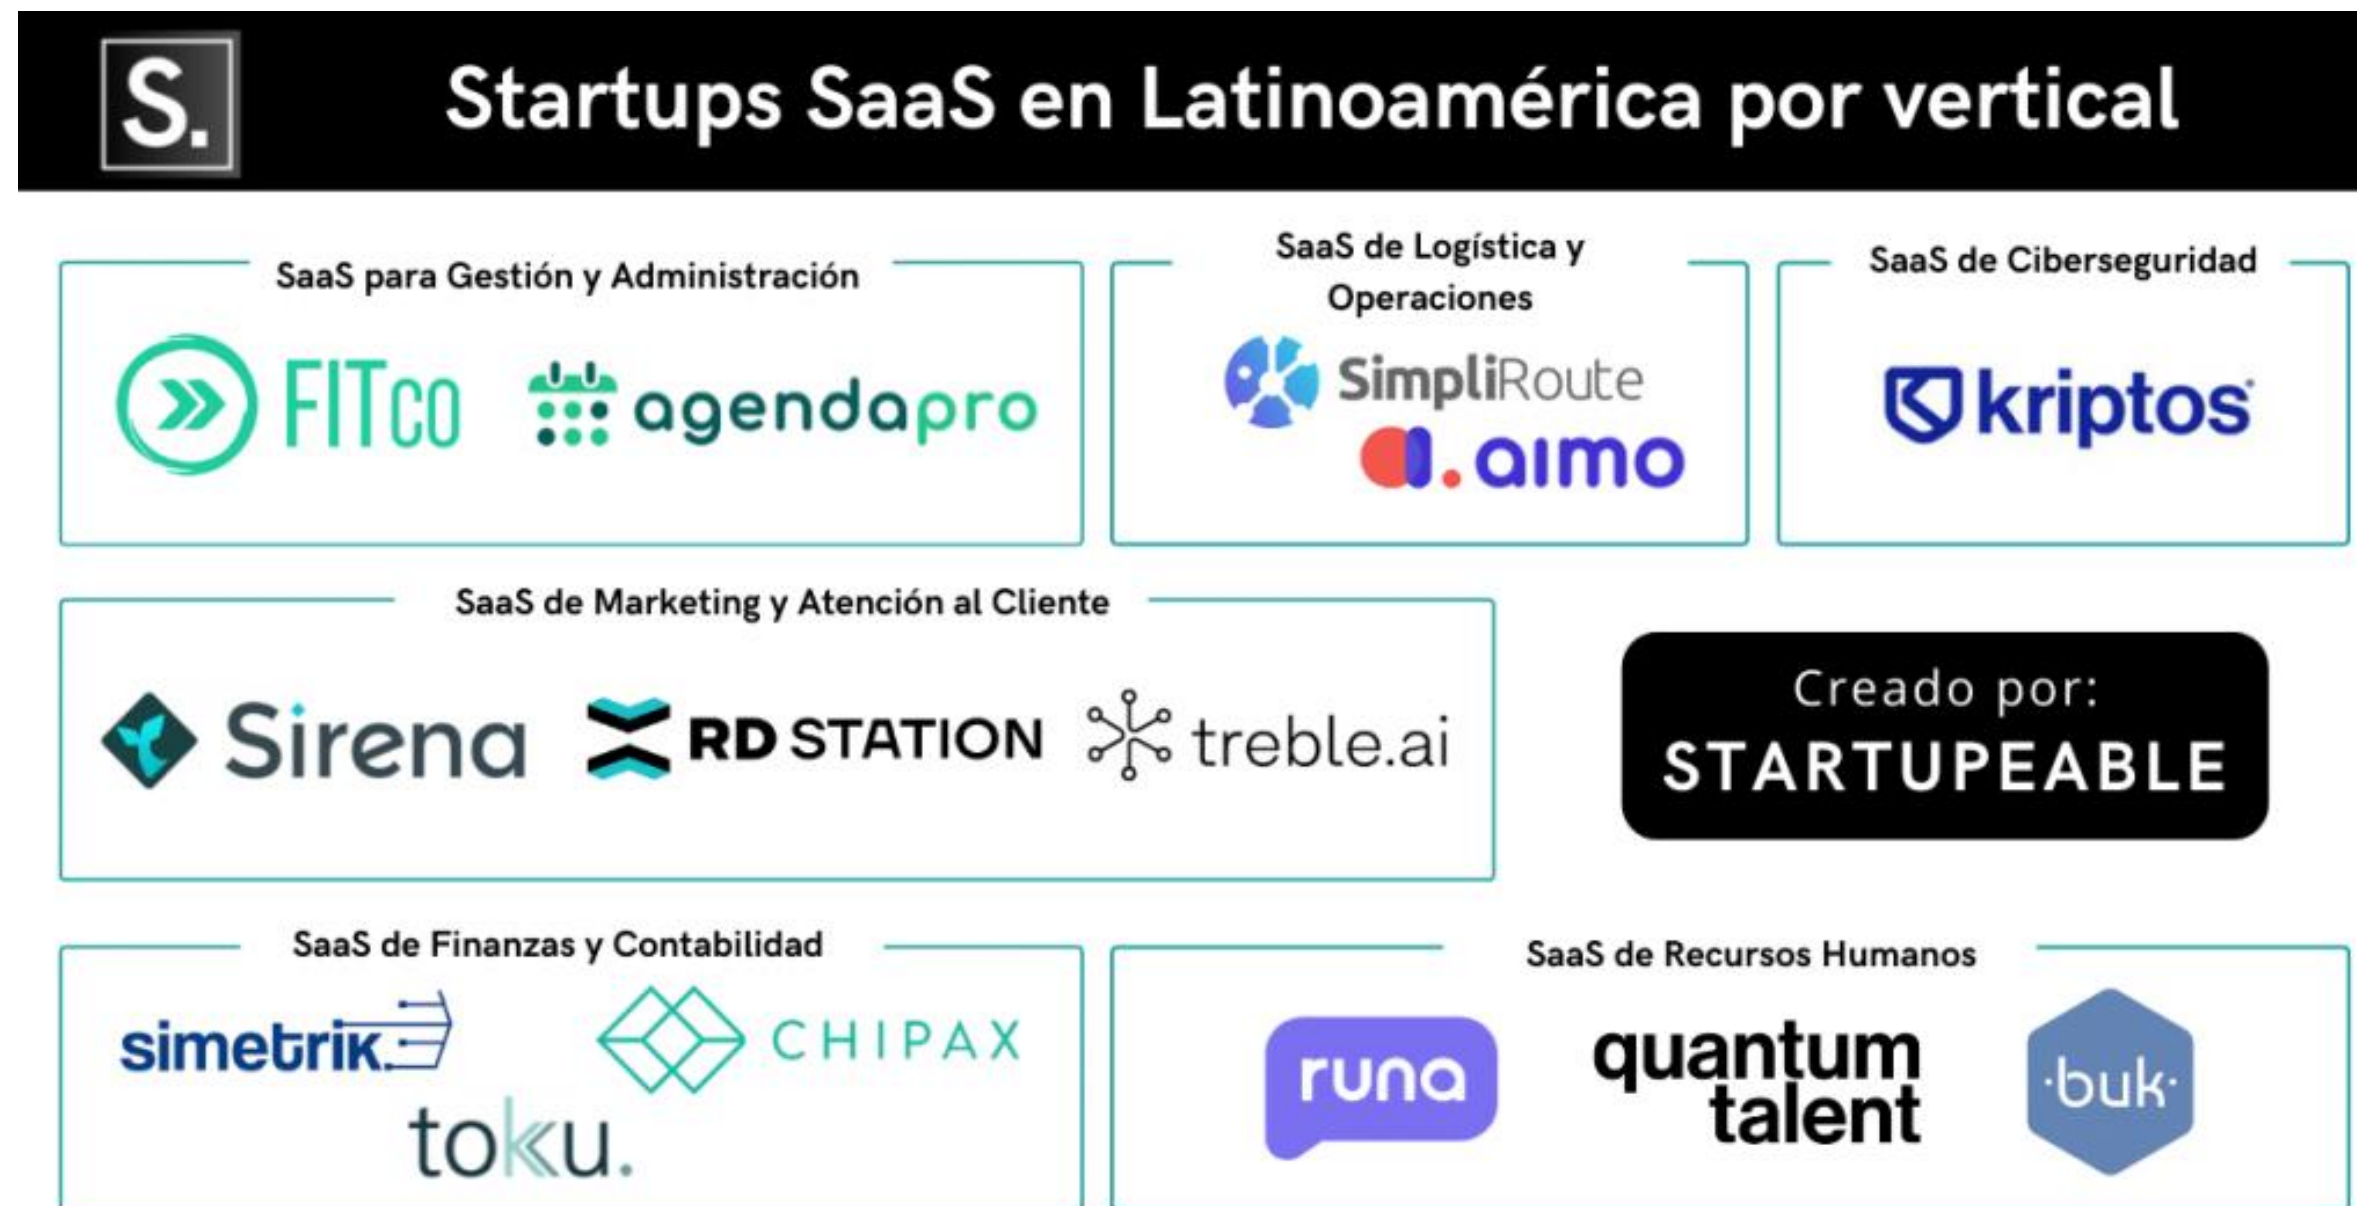 S.
Startups SaaS en Latinoamérica por vertical
SaaS para Gestión y Administración
FITco
agendapro
SaaS de Logística y
Operaciones
SimpliRoute
a.aimo
SaaS de Ciberseguridad
kriptos
SaaS de Marketing y Atención al Cliente
Sirena
RD STATION
treble.ai
Creado por:
STARTUPEABLE
SaaS de Finanzas y Contabilidad
simetrik
CHIPAX
toku.
SaaS de Recursos Humanos
runa
quantum
talent
·buk·